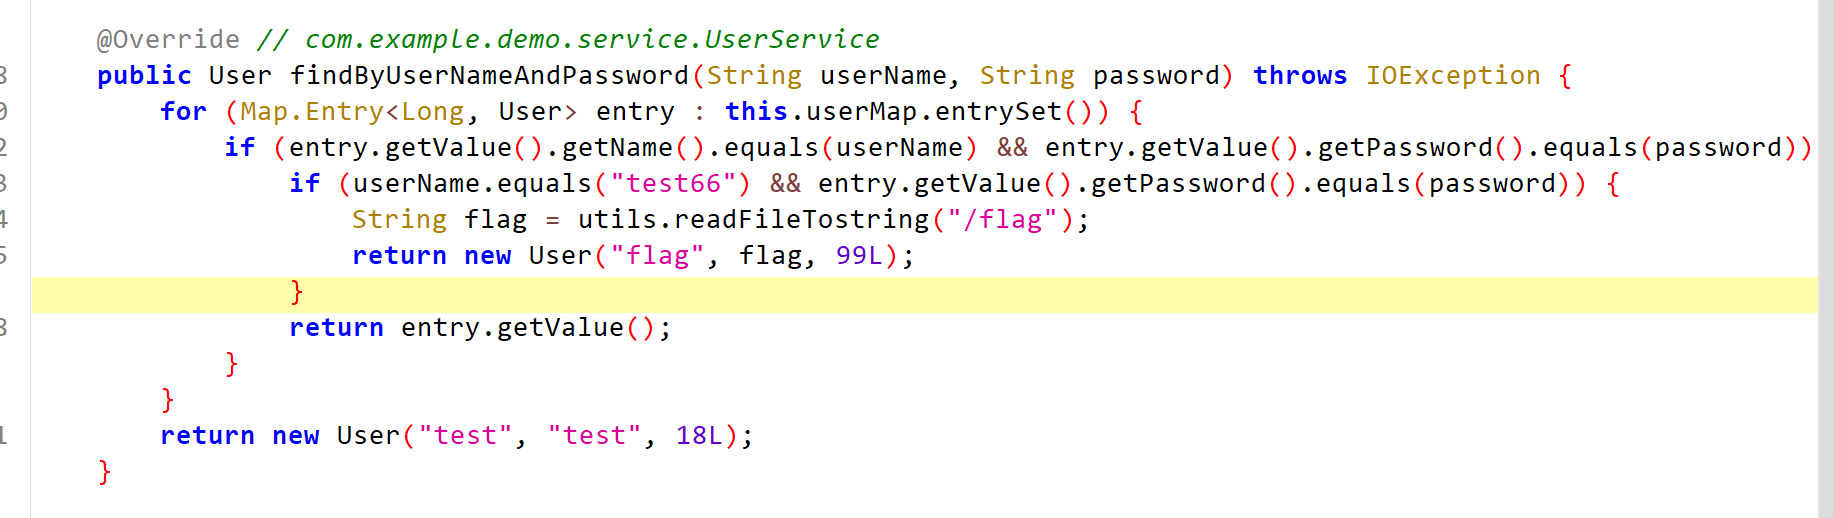 @Override // com.example.demo.service.UserService
public User findByUserNameAndPassword(String userName, String password) throws IOException {
for (Map.Entry<Long, User> entry : this.userMap.entrySet()) {
if (entry.getValue().getName().equals(userName) && entry.getValue().getPassword().equals(password))
if (userName.equals("test66") && entry.getValue().getPassword().equals(password)) {
String flag = utils.readFileTostring("/flag");
return new User("flag", flag, 99L);
}
return entry.getValue();
}
}
return new User("test", "test", 18L);
}